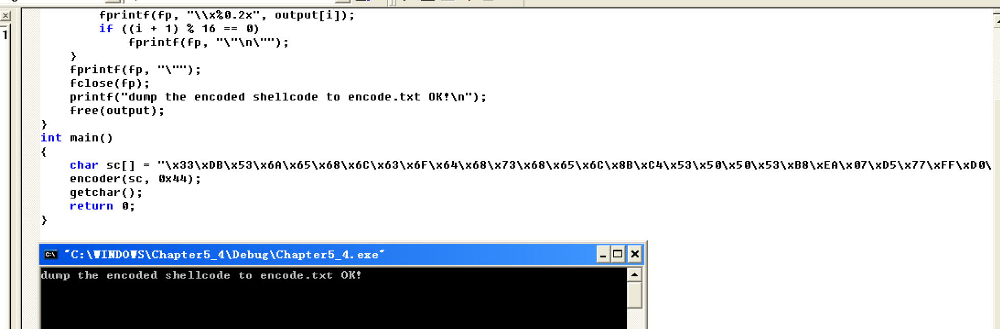 1
fprintf(fp, "\\x%0.2x", output[i]);
if ((i + 1) % 16 == 0)
fprintf(fp, "\"\n\"");
}
fprintf(fp, "\"");
fclose(fp);
printf("dump the encoded shellcode to encode.txt OK!\n");
free(output);
}
int main()
{
char sc[] = "\x33\xDB\x53\x6A\x65\x68\x6C\x63\x6F\x64\x68\x73\x68\x65\x6C\x8B\xC4\x53\x50\x50\x53\xB8\xEA\x07\xD5\x77\xFF\xD0\
encoder(sc, 0x44);
getchar();
return 0;
}
"C:\WINDOWS\Chapter5_4\Debug\Chapter5_4.exe"
dump the encoded shellcode to encode.txt OK!